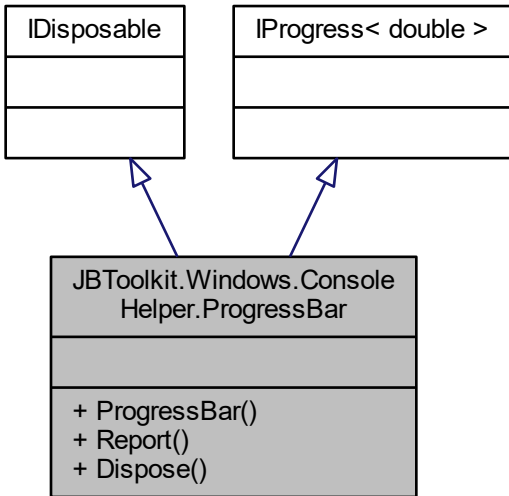 IDisposable
IProgress< double >
JBToolkit.Windows.Console
Helper.ProgressBar
+ ProgressBar()
+ Report()
+ Dispose()